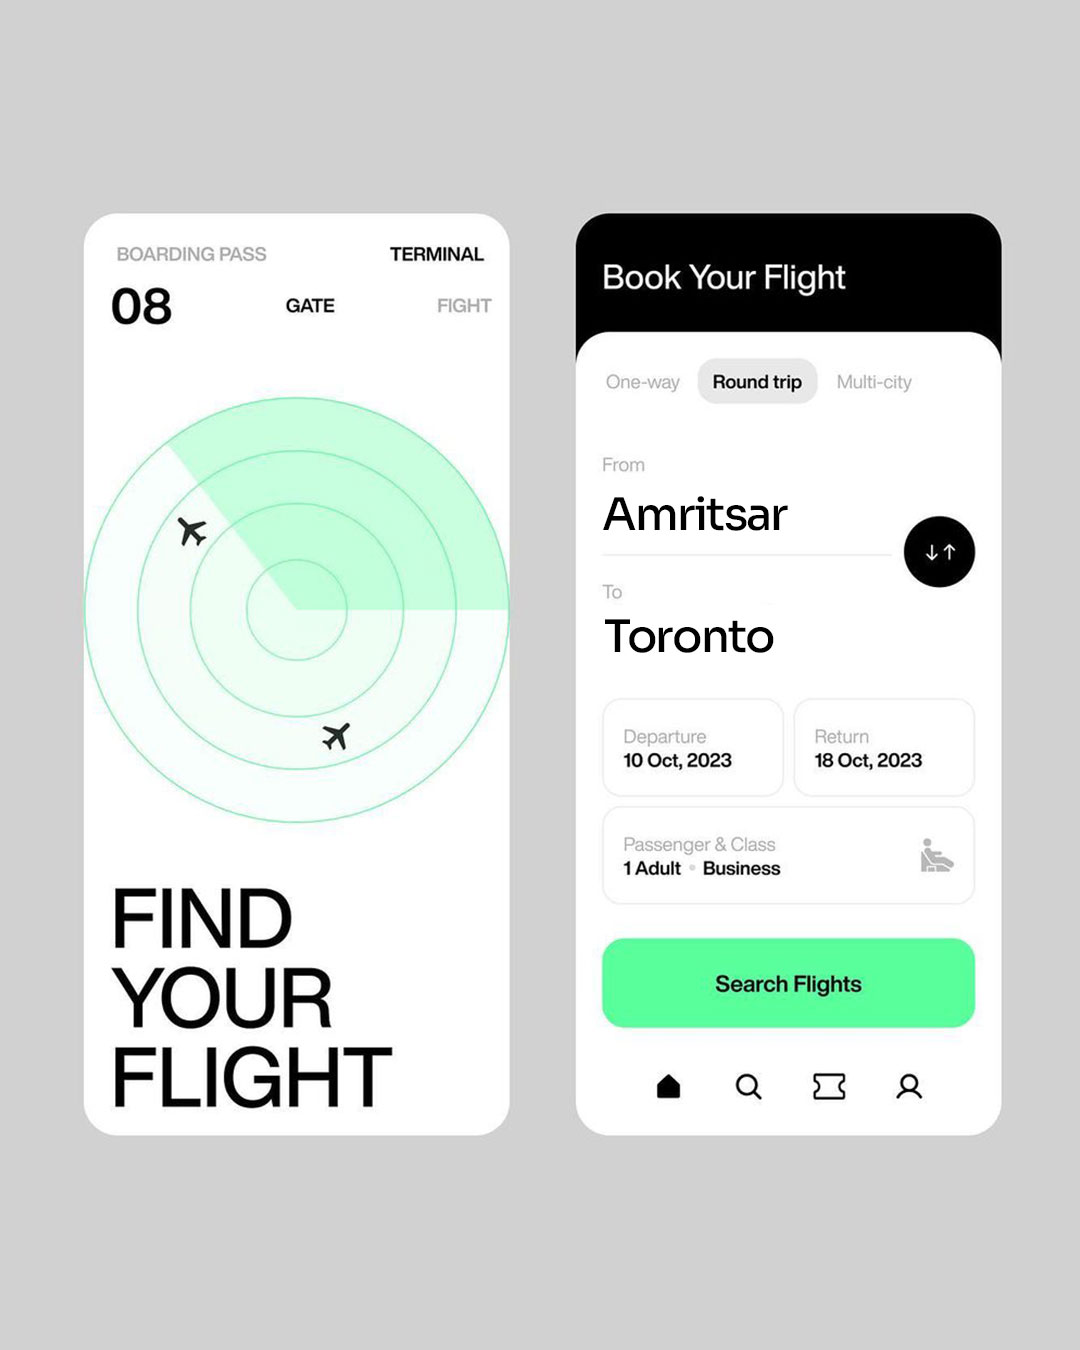 BOARDING PASS TERMINAL
08 GATE FIGHT
FIND
YOUR
FLIGHT
Book Your Flight
One-way Round trip Multi-city
From
Amritsar
To
Toronto
Departure Return
10 Oct, 2023 18 Oct, 2023
Passenger & Class
1 Adult • Business
Search Flights